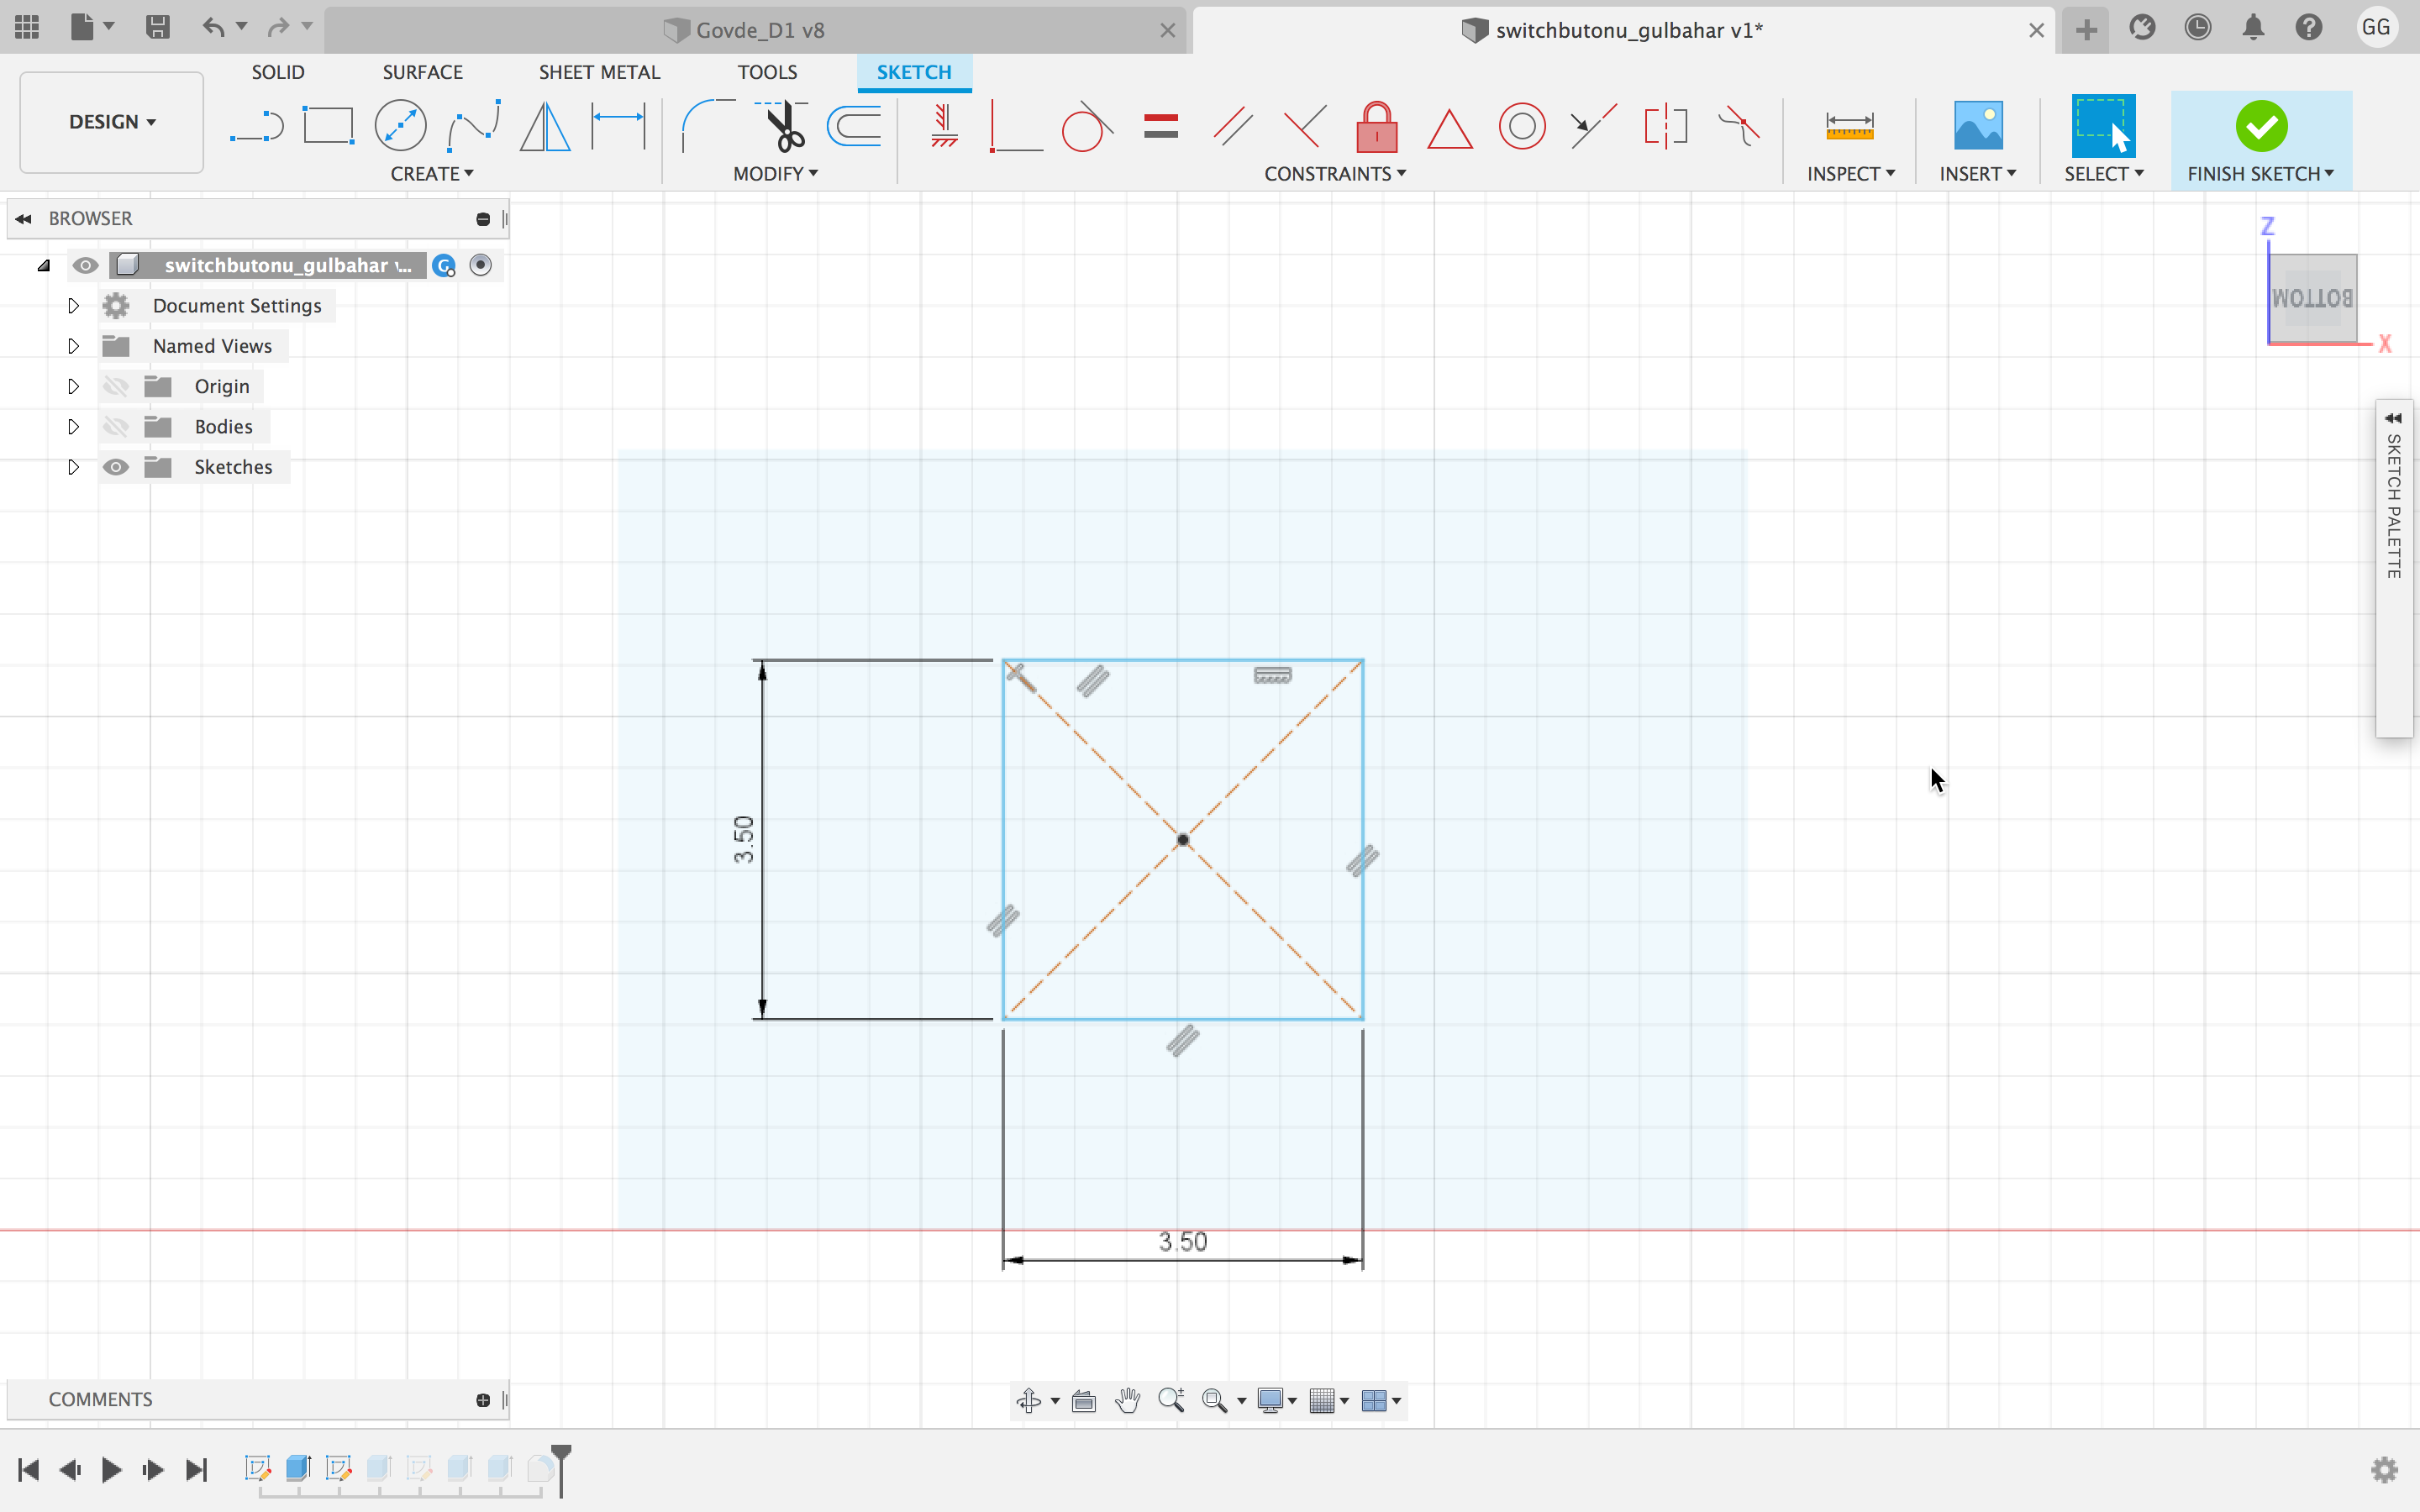 Govde_D1 v8
switchbutonu_gulbahar v1*
GG
SOLID
SURFACE
SHEET METAL
TOOLS
SKETCH
DESIGN
CREATE
MODIFY
CONSTRAINTS
INSPECT
INSERT
SELECT
FINISH SKETCH
BROWSER
switchbutonu_gulbahar v...
Document Settings
Named Views
Origin
Bodies
Sketches
Z
BOTTOM
X
SKETCH PALETTE
3.50
3.50
COMMENTS